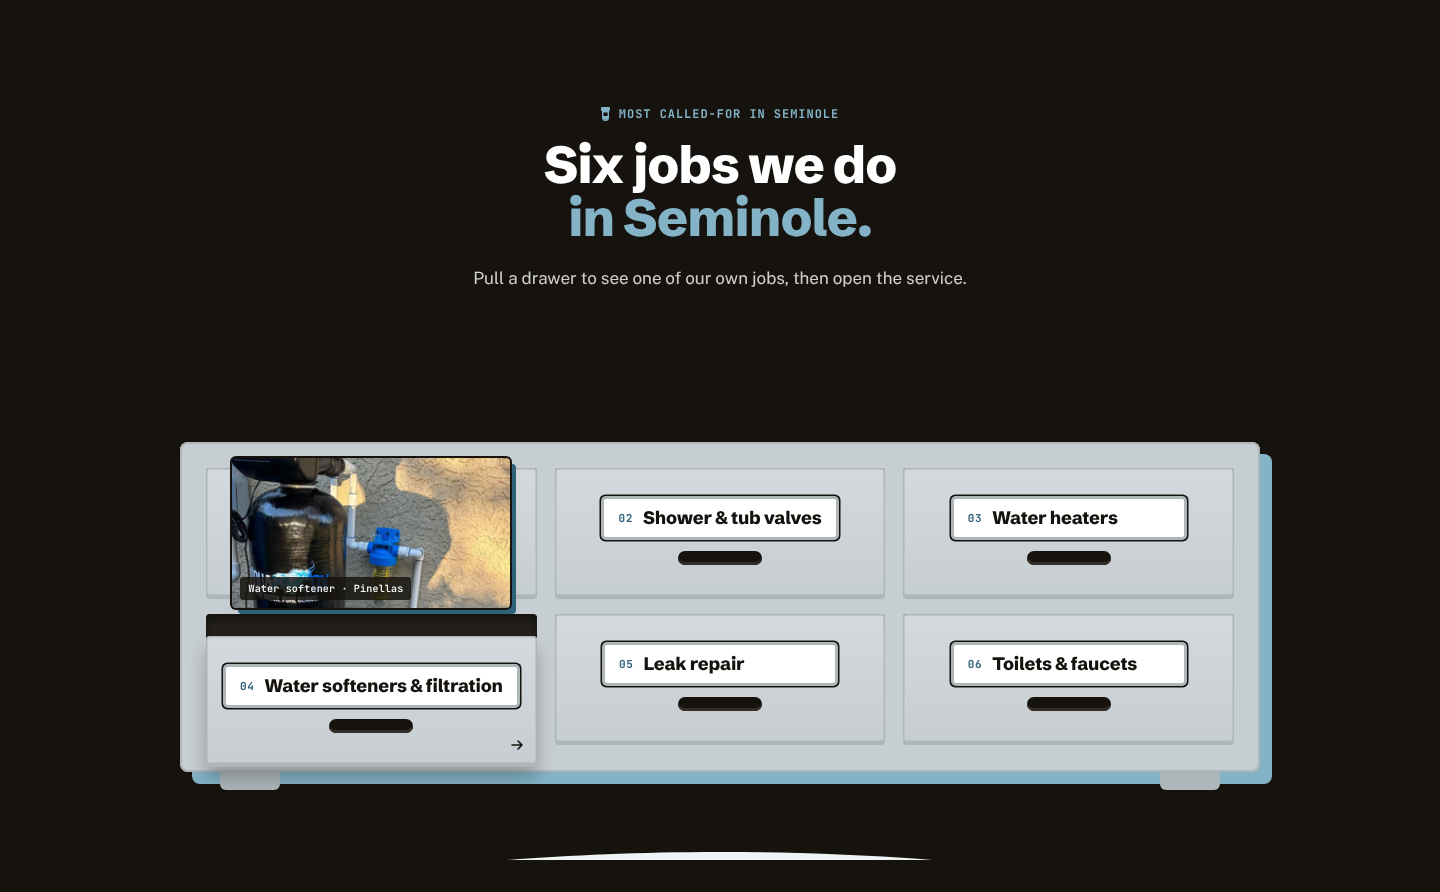 MOST CALLED-FOR IN SEMINOLE
Six jobs we do
in Seminole.
Pull a drawer to see one of our own jobs, then open the service.
Water softener · Pinellas
02 Shower & tub valves
03 Water heaters
04 Water softeners & filtration
05 Leak repair
06 Toilets & faucets